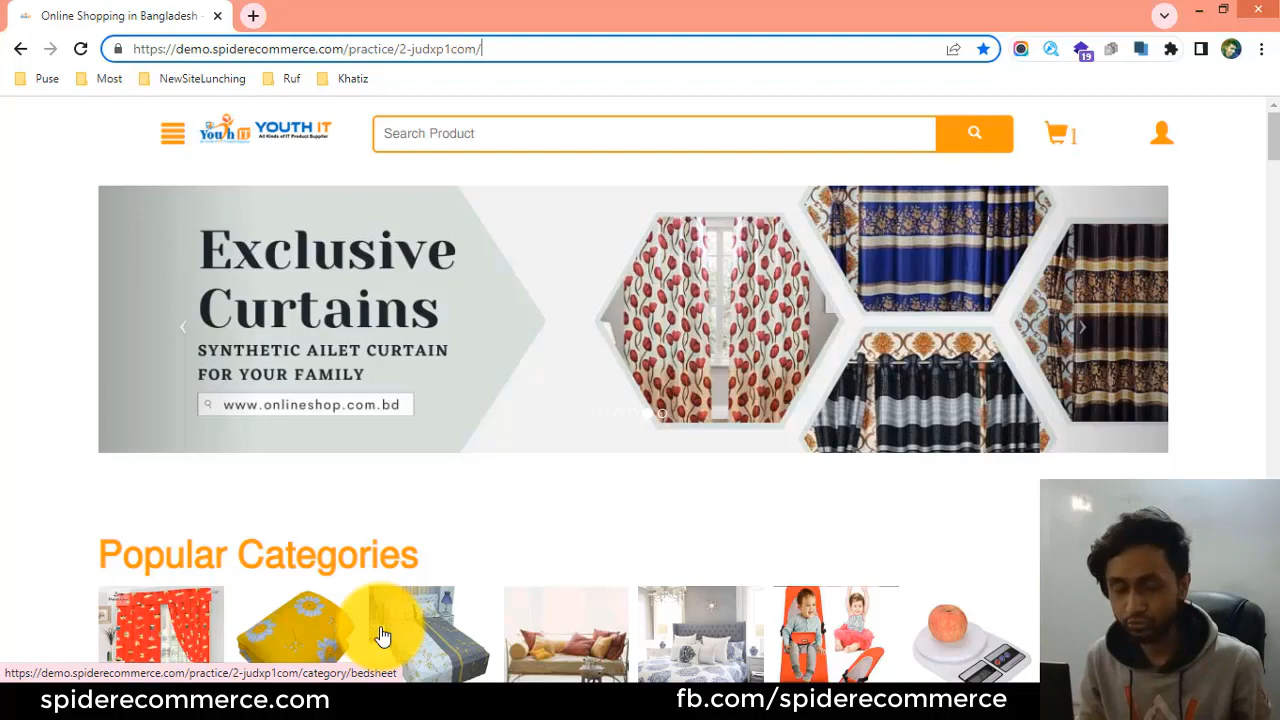 Online Shopping in Bangladesh -
https://demo.spiderecommerce.com/practice/2-judxp1com/
19
Puse
Most
NewSiteLunching
Ruf
Khatiz
Youth IT
YOUTH IT
All Kinds of IT Product Supplier
Search Product
1
Exclusive
Curtains
SYNTHETIC AILET CURTAIN
FOR YOUR FAMILY
www.onlineshop.com.bd
Popular Categories
https://demo.spiderecommerce.com/practice/2-judxp1com/category/bedsheet
spiderecommerce.com
fb.com/spiderecommerce